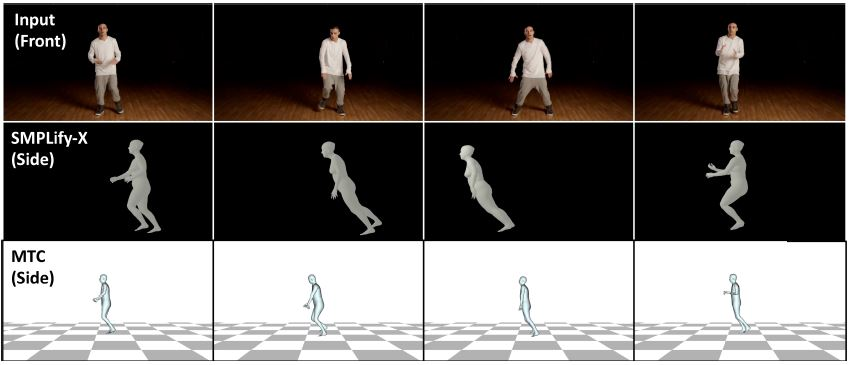 Input
(Front)
SMPLify-X
(Side)
MTC
(Side)